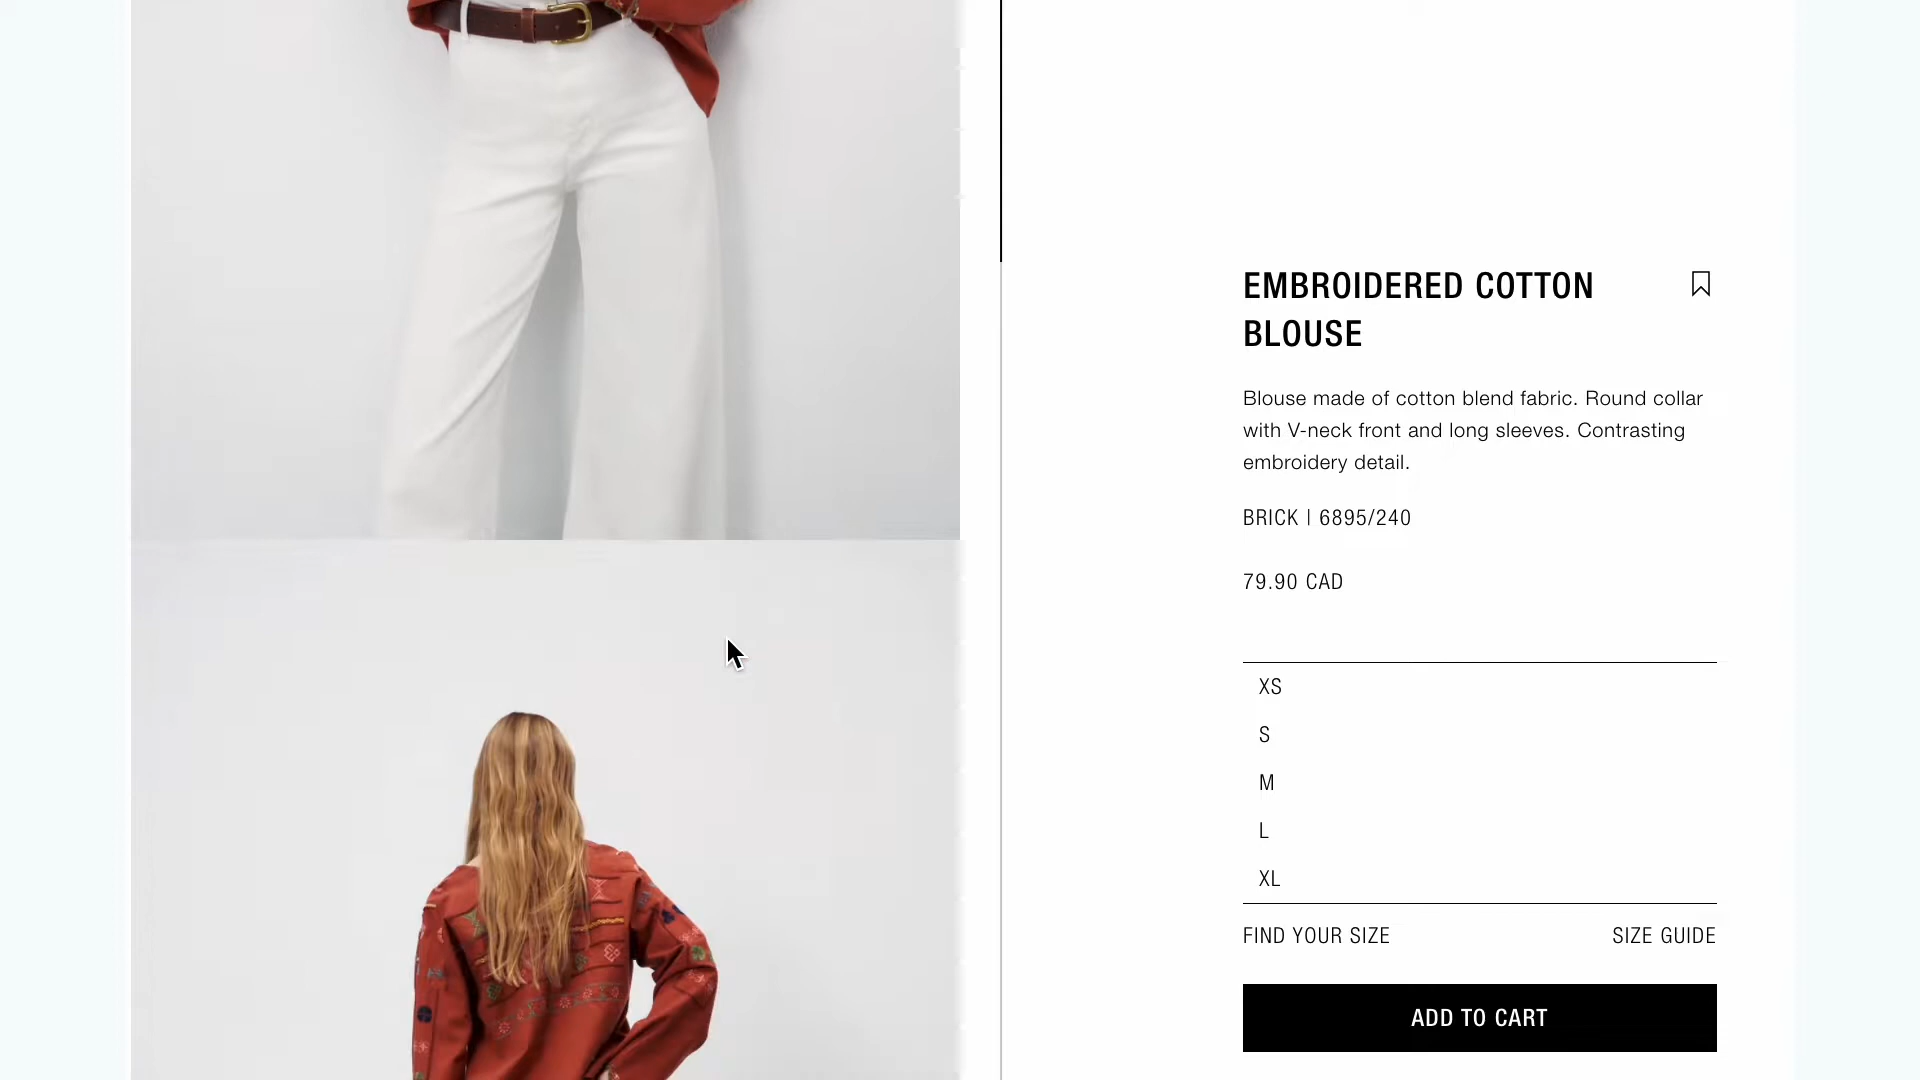 EMBROIDERED COTTON
BLOUSE
Blouse made of cotton blend fabric. Round collar
with V-neck front and long sleeves. Contrasting
embroidery detail.
BRICK | 6895/240
79.90 CAD
XS
S
M
L
XL
FIND YOUR SIZE
SIZE GUIDE
ADD TO CART